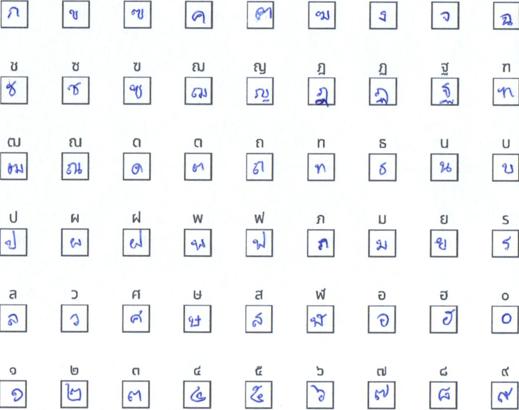 ก ข ฃ ค ฅ ฆ ง จ ฉ
ช ซ ฃ ฌ ญ ฎ ฏ ฐ ฑ
ช ซ ฃ ฌ ญ ฎ ฏ ฐ ฑ
ฒ ณ ด ต ถ ท ธ น บ
ฒ ณ ด ต ถ ท ธ น บ
ป ผ ฝ พ ฟ ภ ม ย ร
ป ผ ฝ พ ฟ ภ ม ย ร
ล ว ศ ษ ส ฬ อ ฮ ๐
ล ว ศ ษ ส ฬ อ ฮ ๐
๑ ๒ ๓ ๔ ๕ ๖ ๗ ๘ ๙
๑ ๒ ๓ ๔ ๕ ๖ ๗ ๘ ๙